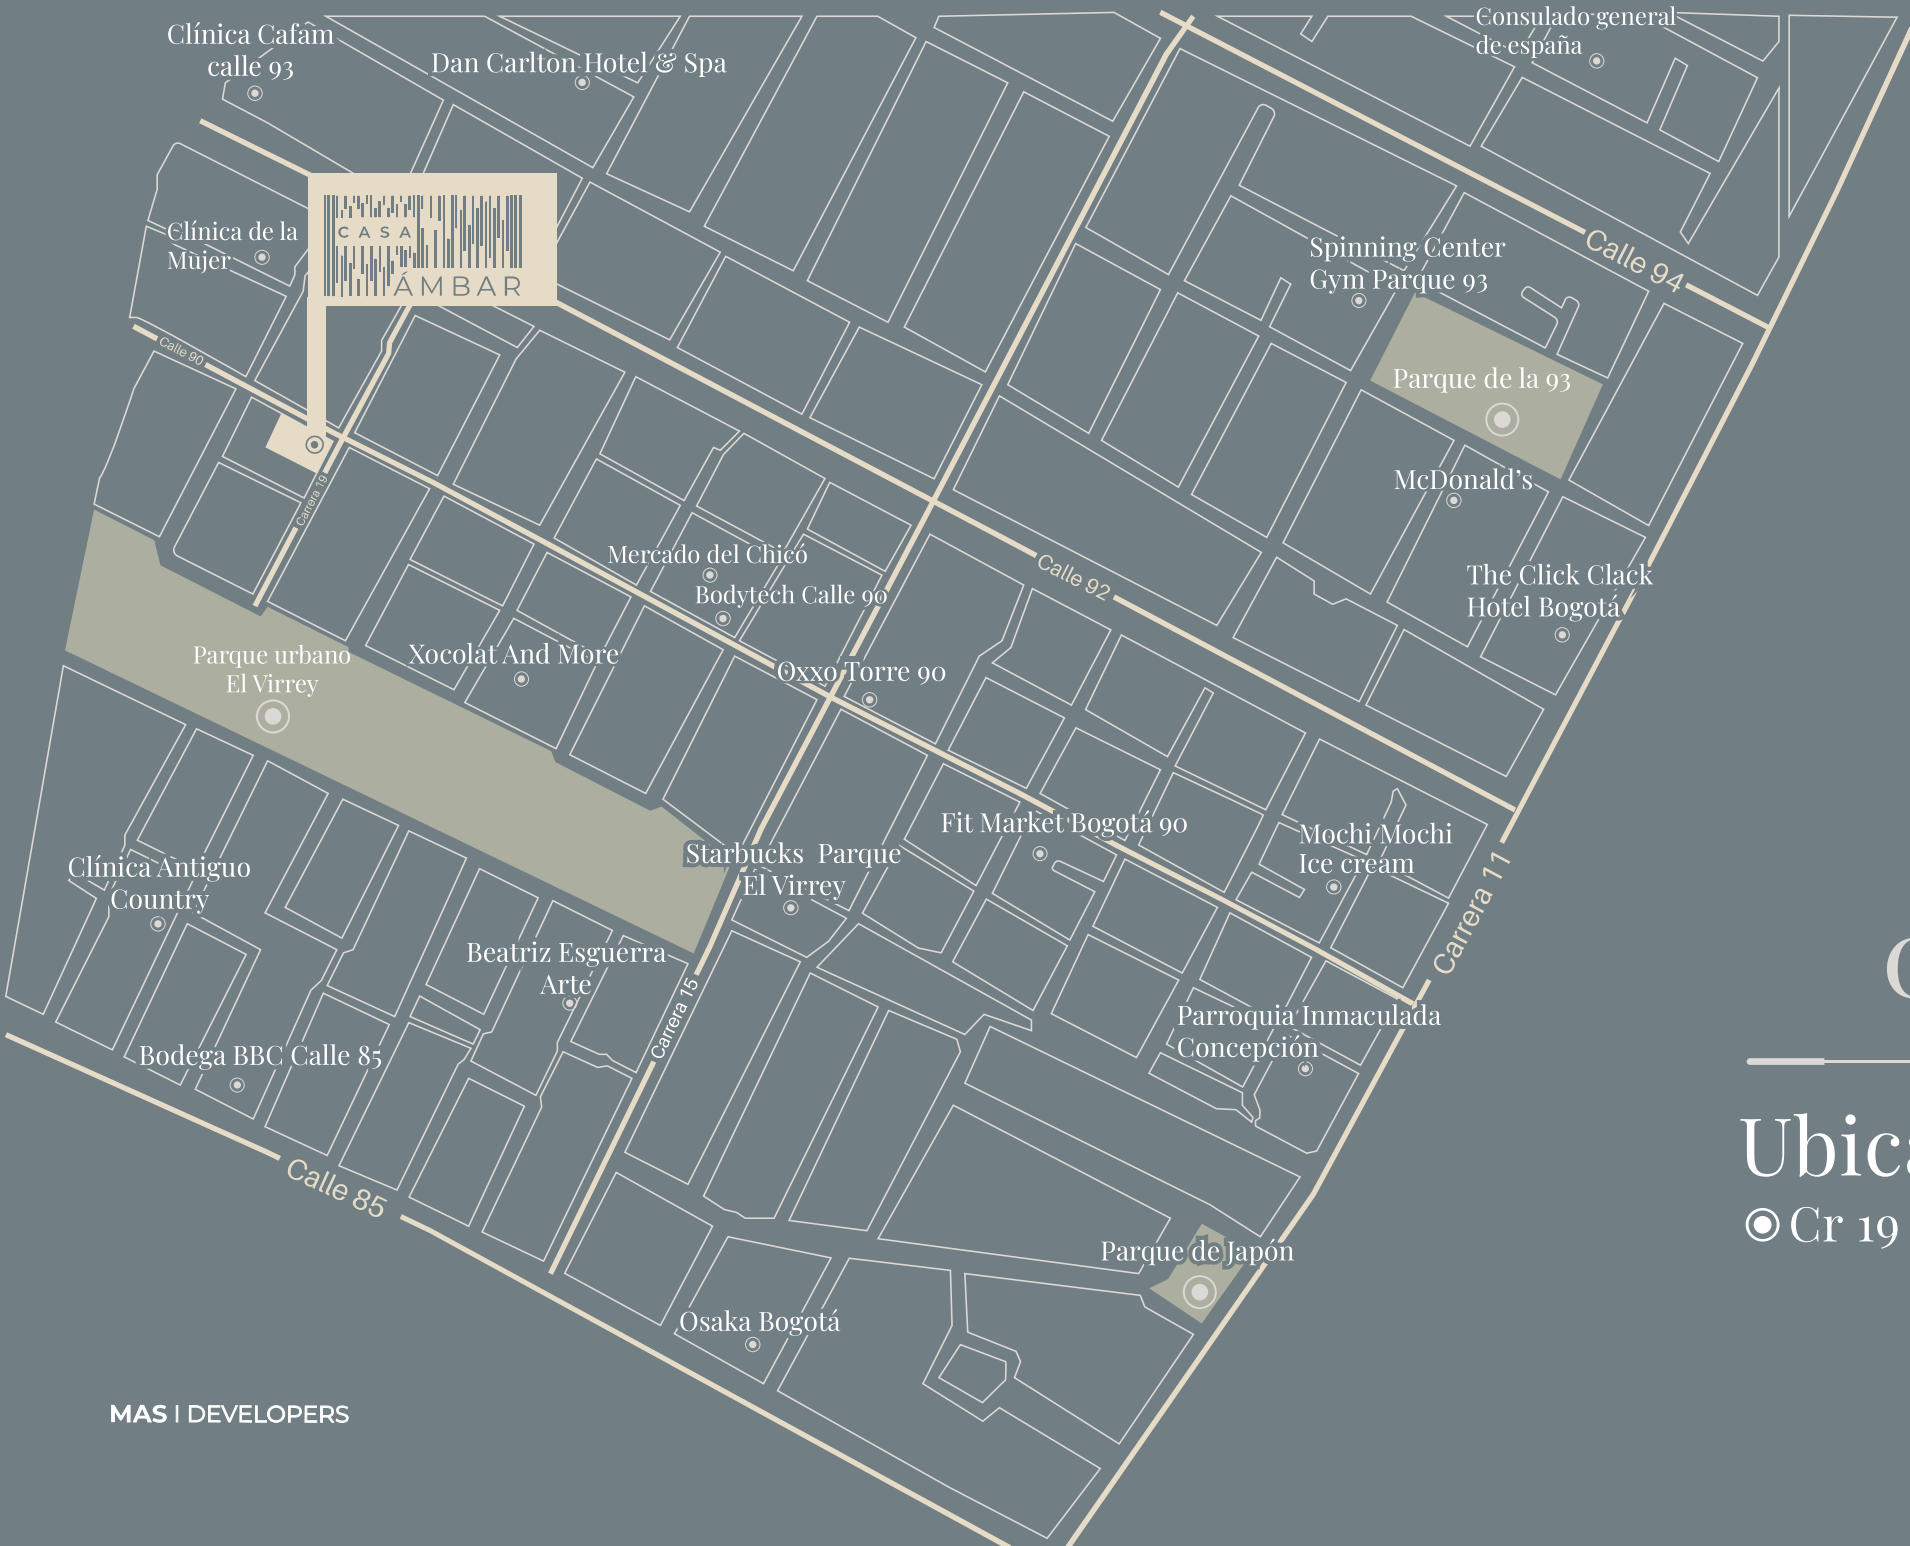 Clínica Cafam
calle 93
Dan Carlton Hotel & Spa
Consulado general
de españa
CASA
ÁMBAR
Clínica de la
Mujer
Calle 94
Spinning Center
Gym Parque 93
Calle 90
Parque de la 93
McDonald's
Carrera 19
Mercado del Chicó
Bodytech Calle 90
Calle 92
The Click Clack
Hotel Bogotá
Parque urbano
El Virrey
Xocolat And More
Oxxo Torre 90
Fit Market Bogotá 90
Mochi Mochi
Ice cream
Starbucks Parque
El Virrey
Clínica Antiguo
Country
Carrera 11
Beatriz Esguerra
Arte
Carrera 15
Parroquia Inmaculada
Concepción
Bodega BBC Calle 85
Calle 85
Cr 19
Parque de Japón
Osaka Bogotá
MAS | DEVELOPERS